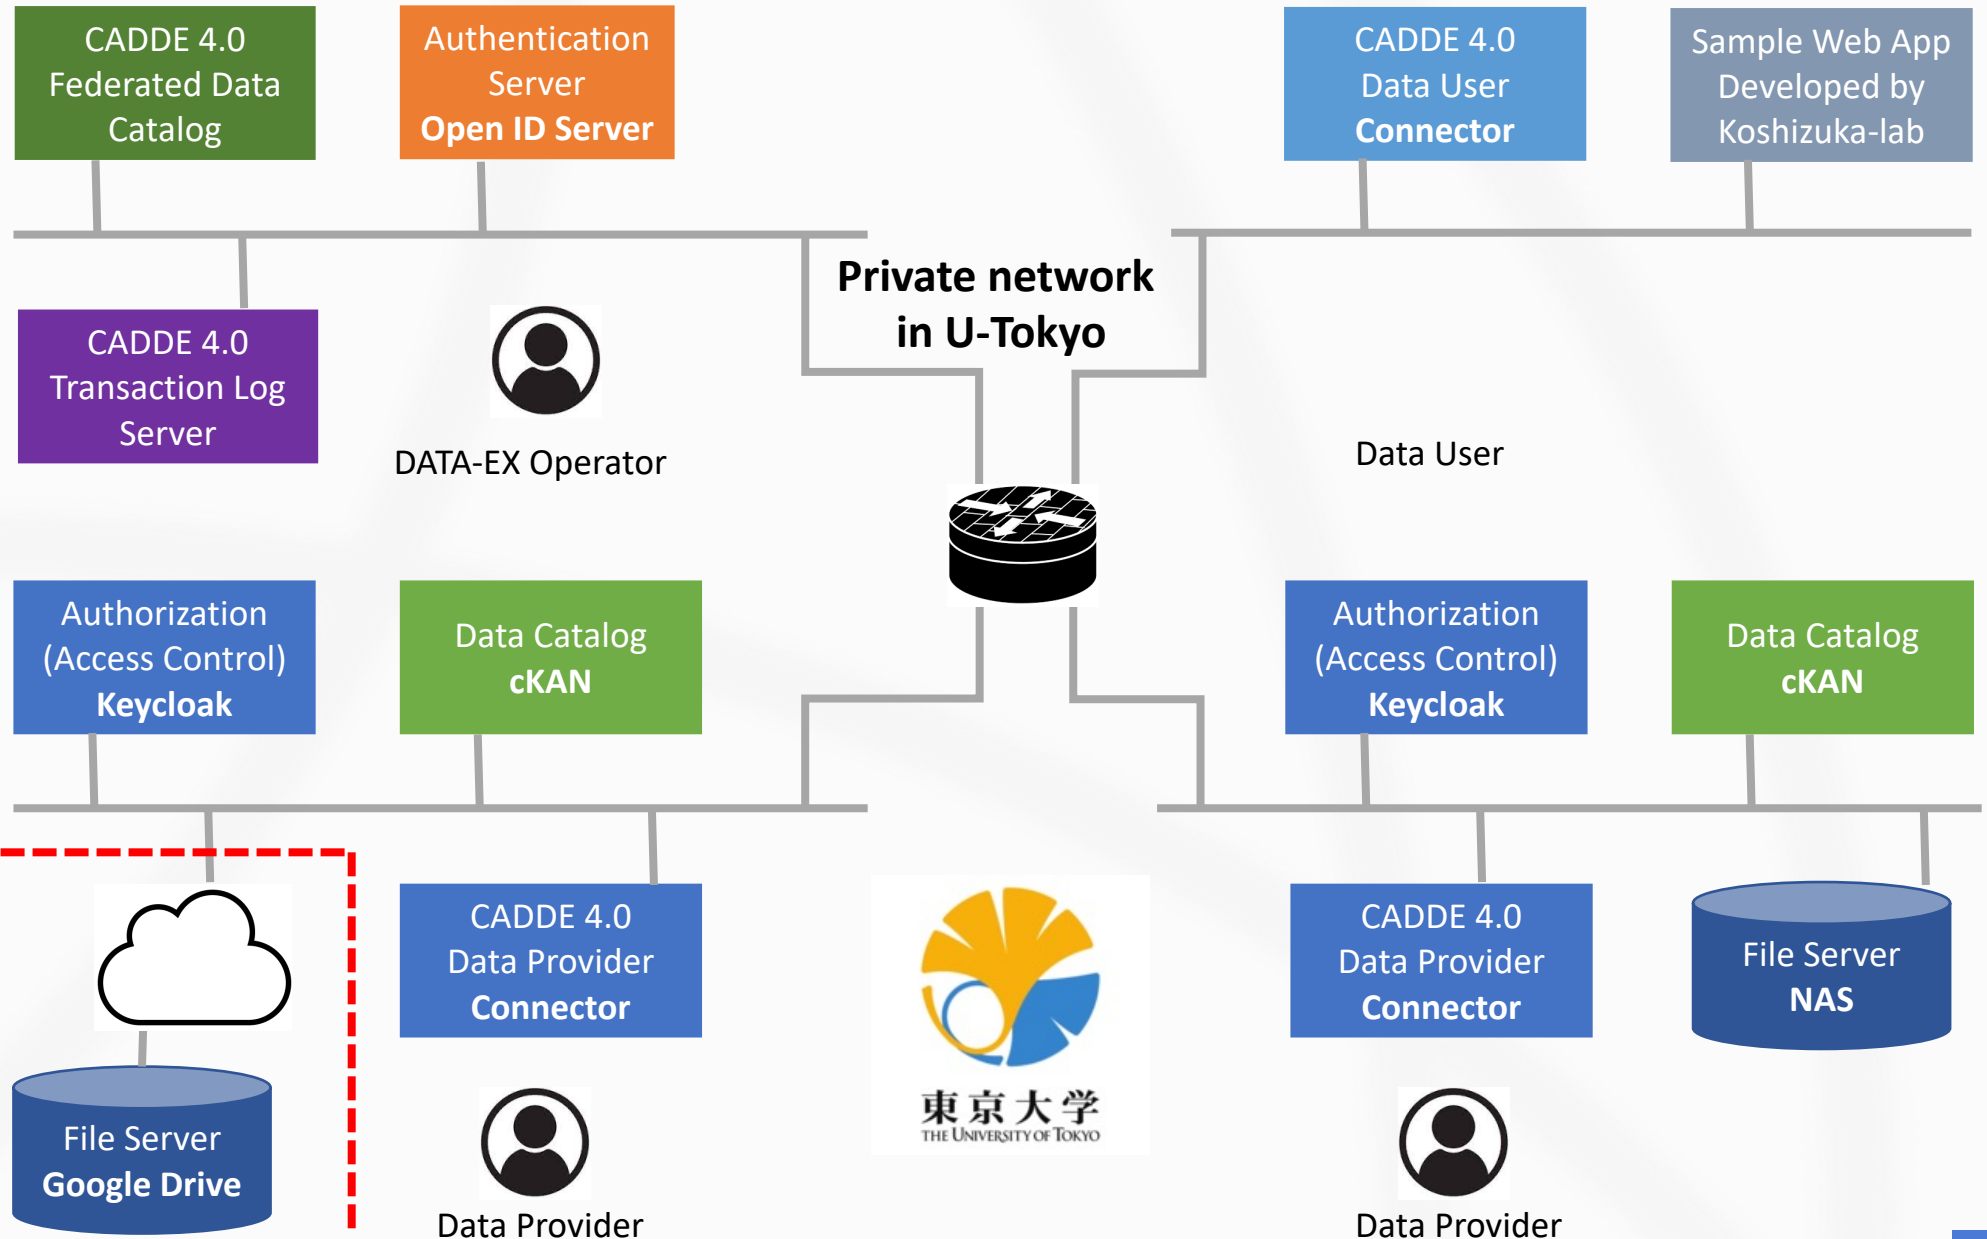 CADDE 4.0
Federated Data
Catalog
Authentication
Server
Open ID Server
CADDE 4.0
Data User
Connector
Sample Web App
Developed by
Koshizuka-lab
Private network
in U-Tokyo
CADDE 4.0
Transaction Log
Server
DATA-EX Operator
Data User
Authorization
(Access Control)
Keycloak
Data Catalog
cKAN
Authorization
(Access Control)
Keycloak
Data Catalog
cKAN
CADDE 4.0
Data Provider
Connector
CADDE 4.0
Data Provider
Connector
File Server
NAS
東京大学
THE UNIVERSITY OF TOKYO
File Server
Google Drive
Data Provider
Data Provider